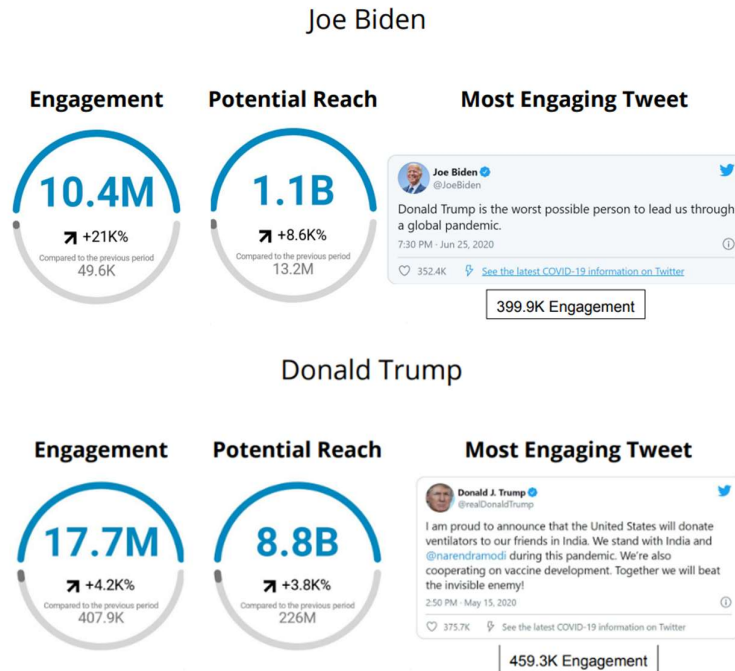 Joe Biden
Engagement
Potential Reach
Most Engaging Tweet
10.4M
+21K%
Compared to the previous period
49.6K
1.1B
+8.6K%
Compared to the previous period
13.2M
Joe Biden
@JoeBiden
Donald Trump is the worst possible person to lead us through
a global pandemic.
7:30 PM · Jun 25, 2020
352.4K See the latest COVID-19 information on Twitter
399.9K Engagement
Donald Trump
Engagement
Potential Reach
Most Engaging Tweet
17.7M
+4.2K%
Compared to the previous period
407.9K
8.8B
+3.8K%
Compared to the previous period
226M
Donald J. Trump
@realDonaldTrump
I am proud to announce that the United States will donate
ventilators to our friends in India. We stand with India and
@narendramodi during this pandemic. We're also
cooperating on vaccine development. Together we will beat
the invisible enemy!
2:50 PM · May 15, 2020
375.7K See the latest COVID-19 information on Twitter
459.3K Engagement